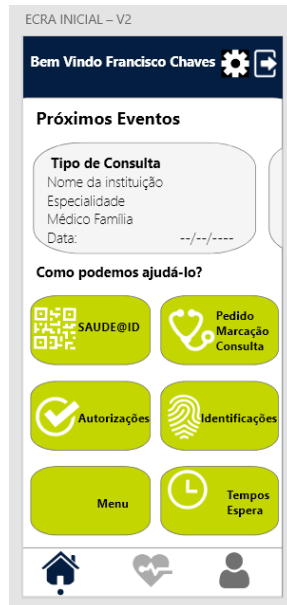 ECRA INICIAL – V2
Bem Vindo Francisco Chaves
Próximos Eventos
Tipo de Consulta
Nome da instituição
Especialidade
Médico Família
Data: --/--/----
Como podemos ajudá-lo?
SAUDE@ID
Pedido
Marcação
Consulta
Autorizações
Identificações
Menu
Tempos
Espera